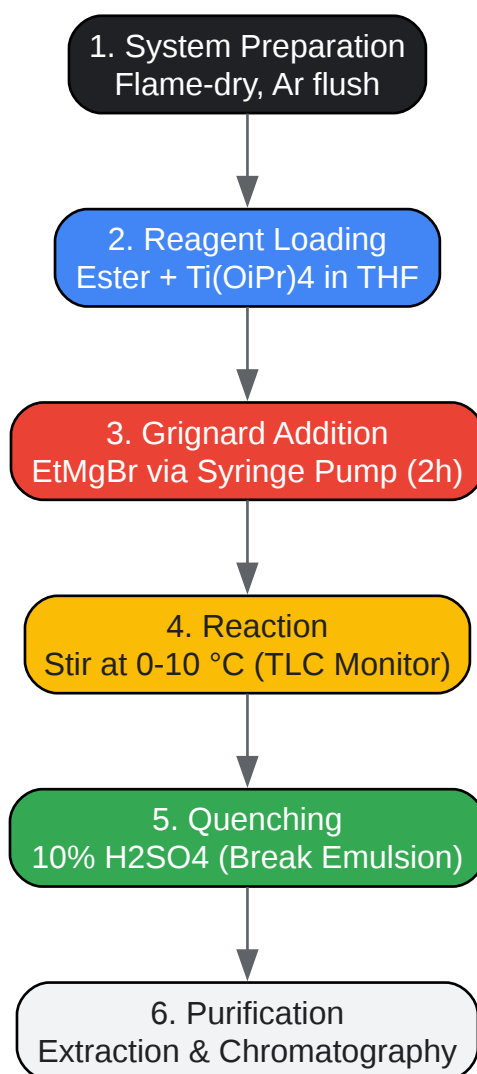 1. System Preparation
Flame-dry, Ar flush
2. Reagent Loading
Ester + Ti(OiPr)4 in THF
3. Grignard Addition
EtMgBr via Syringe Pump (2h)
4. Reaction
Stir at 0-10 °C (TLC Monitor)
5. Quenching
10% H2SO4 (Break Emulsion)
6. Purification
Extraction & Chromatography